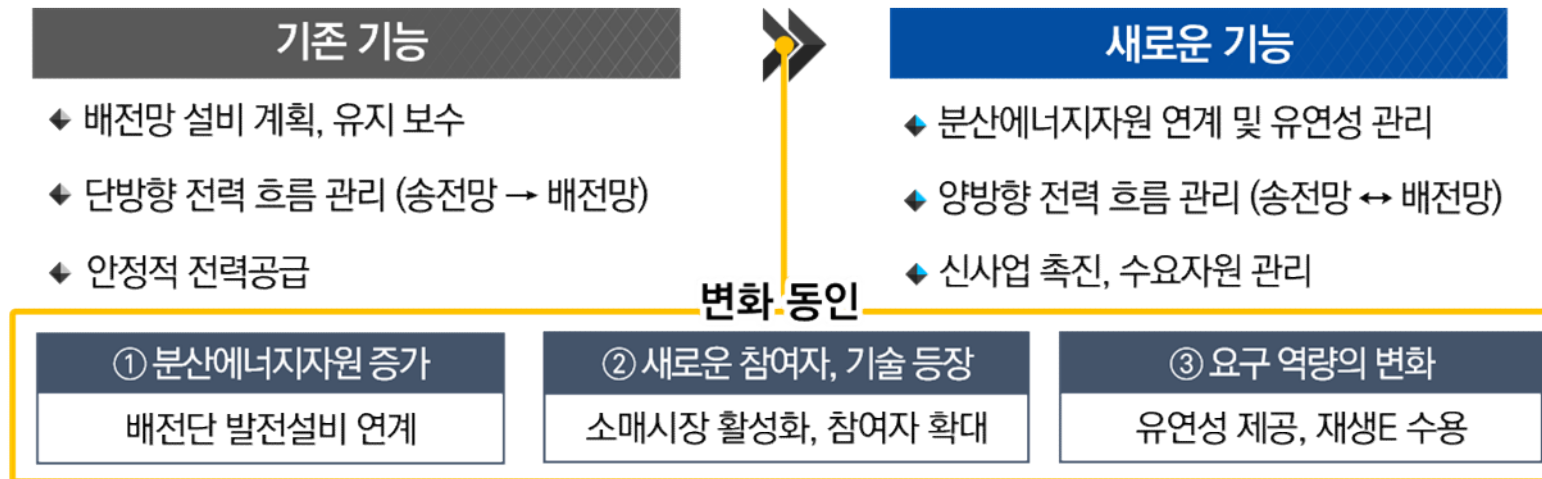 기존 기능
배전망 설비 계획, 유지 보수
단방향 전력 흐름 관리 (송전망 → 배전망)
안정적 전력공급
새로운 기능
분산에너지자원 연계 및 유연성 관리
양방향 전력 흐름 관리 (송전망 ↔ 배전망)
신사업 촉진, 수요자원 관리
변화 동인
① 분산에너지자원 증가
배전단 발전설비 연계
② 새로운 참여자, 기술 등장
소매시장 활성화, 참여자 확대
③ 요구 역량의 변화
유연성 제공, 재생E 수용